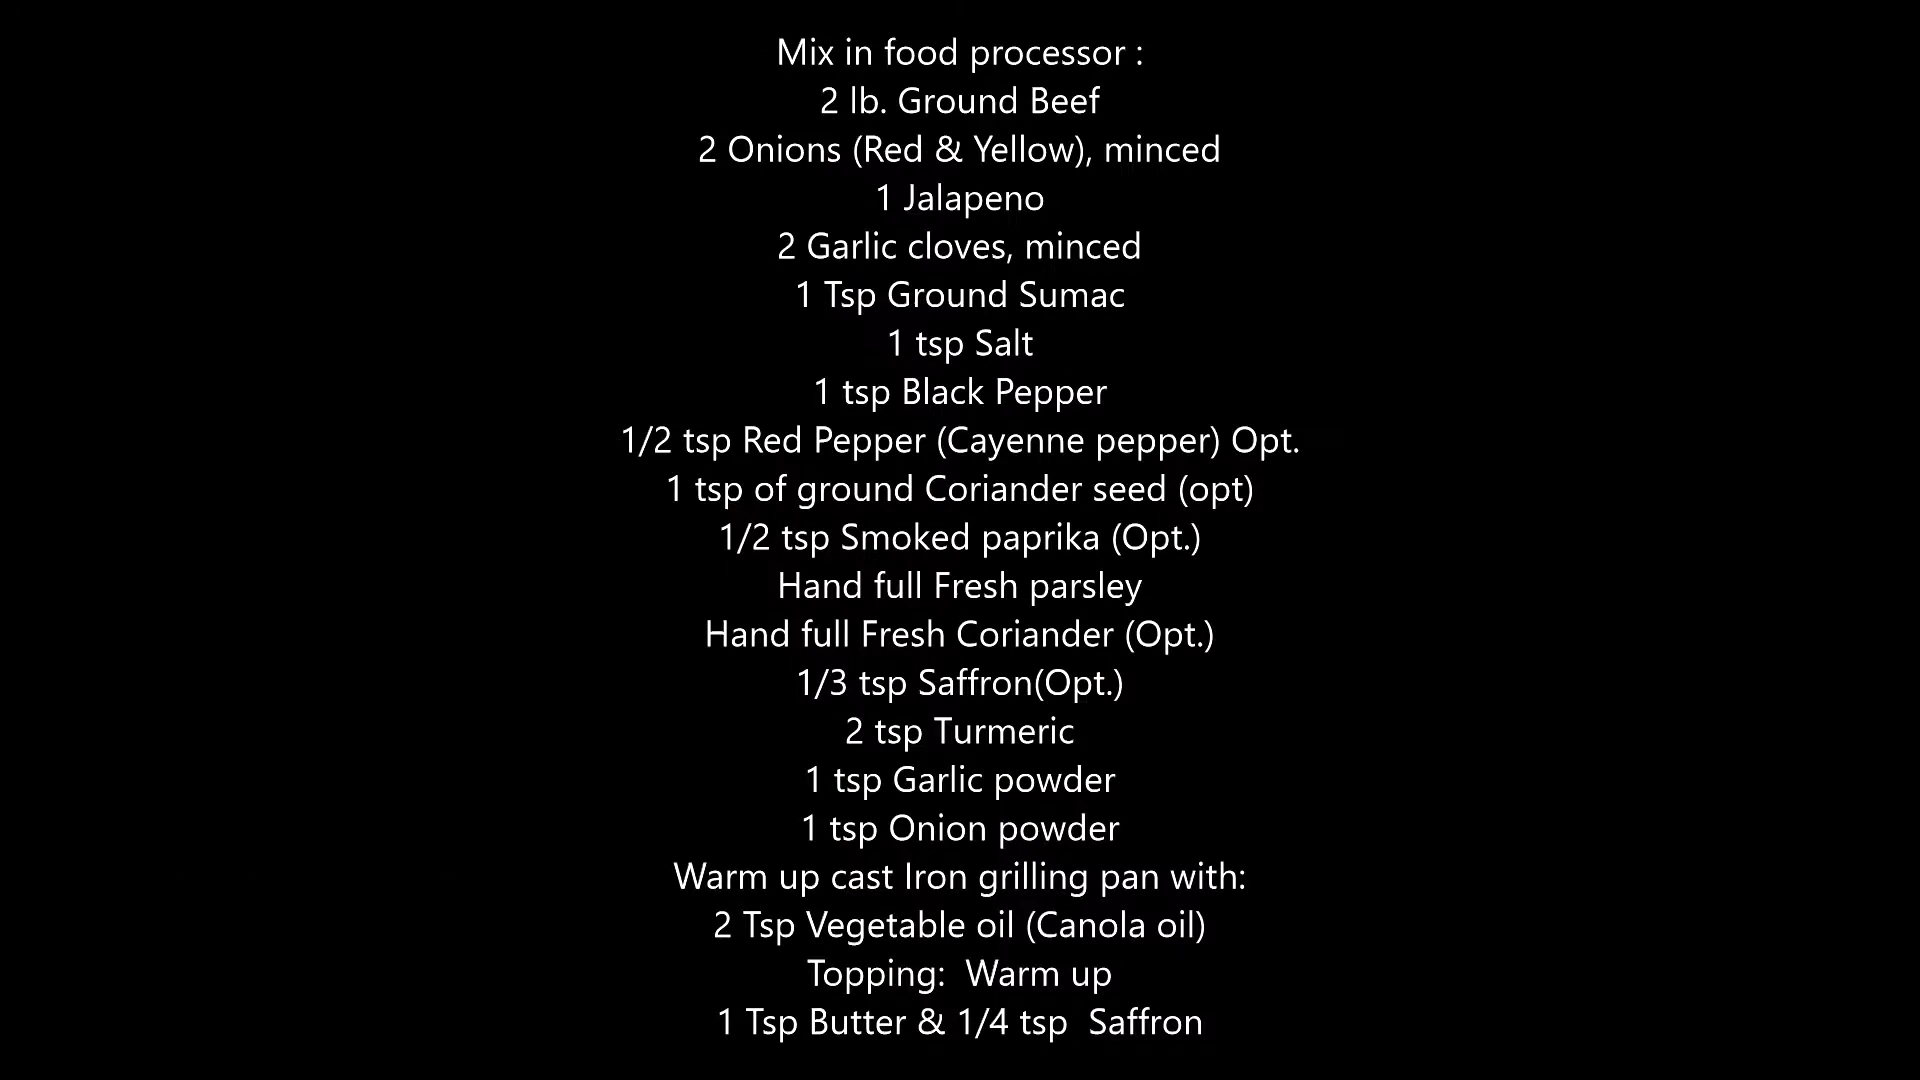 Mix in food processor :
2 lb. Ground Beef
2 Onions (Red & Yellow), minced
1 Jalapeno
2 Garlic cloves, minced
1 Tsp Ground Sumac
1 tsp Salt
1 tsp Black Pepper
1/2 tsp Red Pepper (Cayenne pepper) Opt.
1 tsp of ground Coriander seed (opt)
1/2 tsp Smoked paprika (Opt.)
Hand full Fresh parsley
Hand full Fresh Coriander (Opt.)
1/3 tsp Saffron(Opt.)
2 tsp Turmeric
1 tsp Garlic powder
1 tsp Onion powder
Warm up cast Iron grilling pan with:
2 Tsp Vegetable oil (Canola oil)
Topping:  Warm up
1 Tsp Butter & 1/4 tsp  Saffron